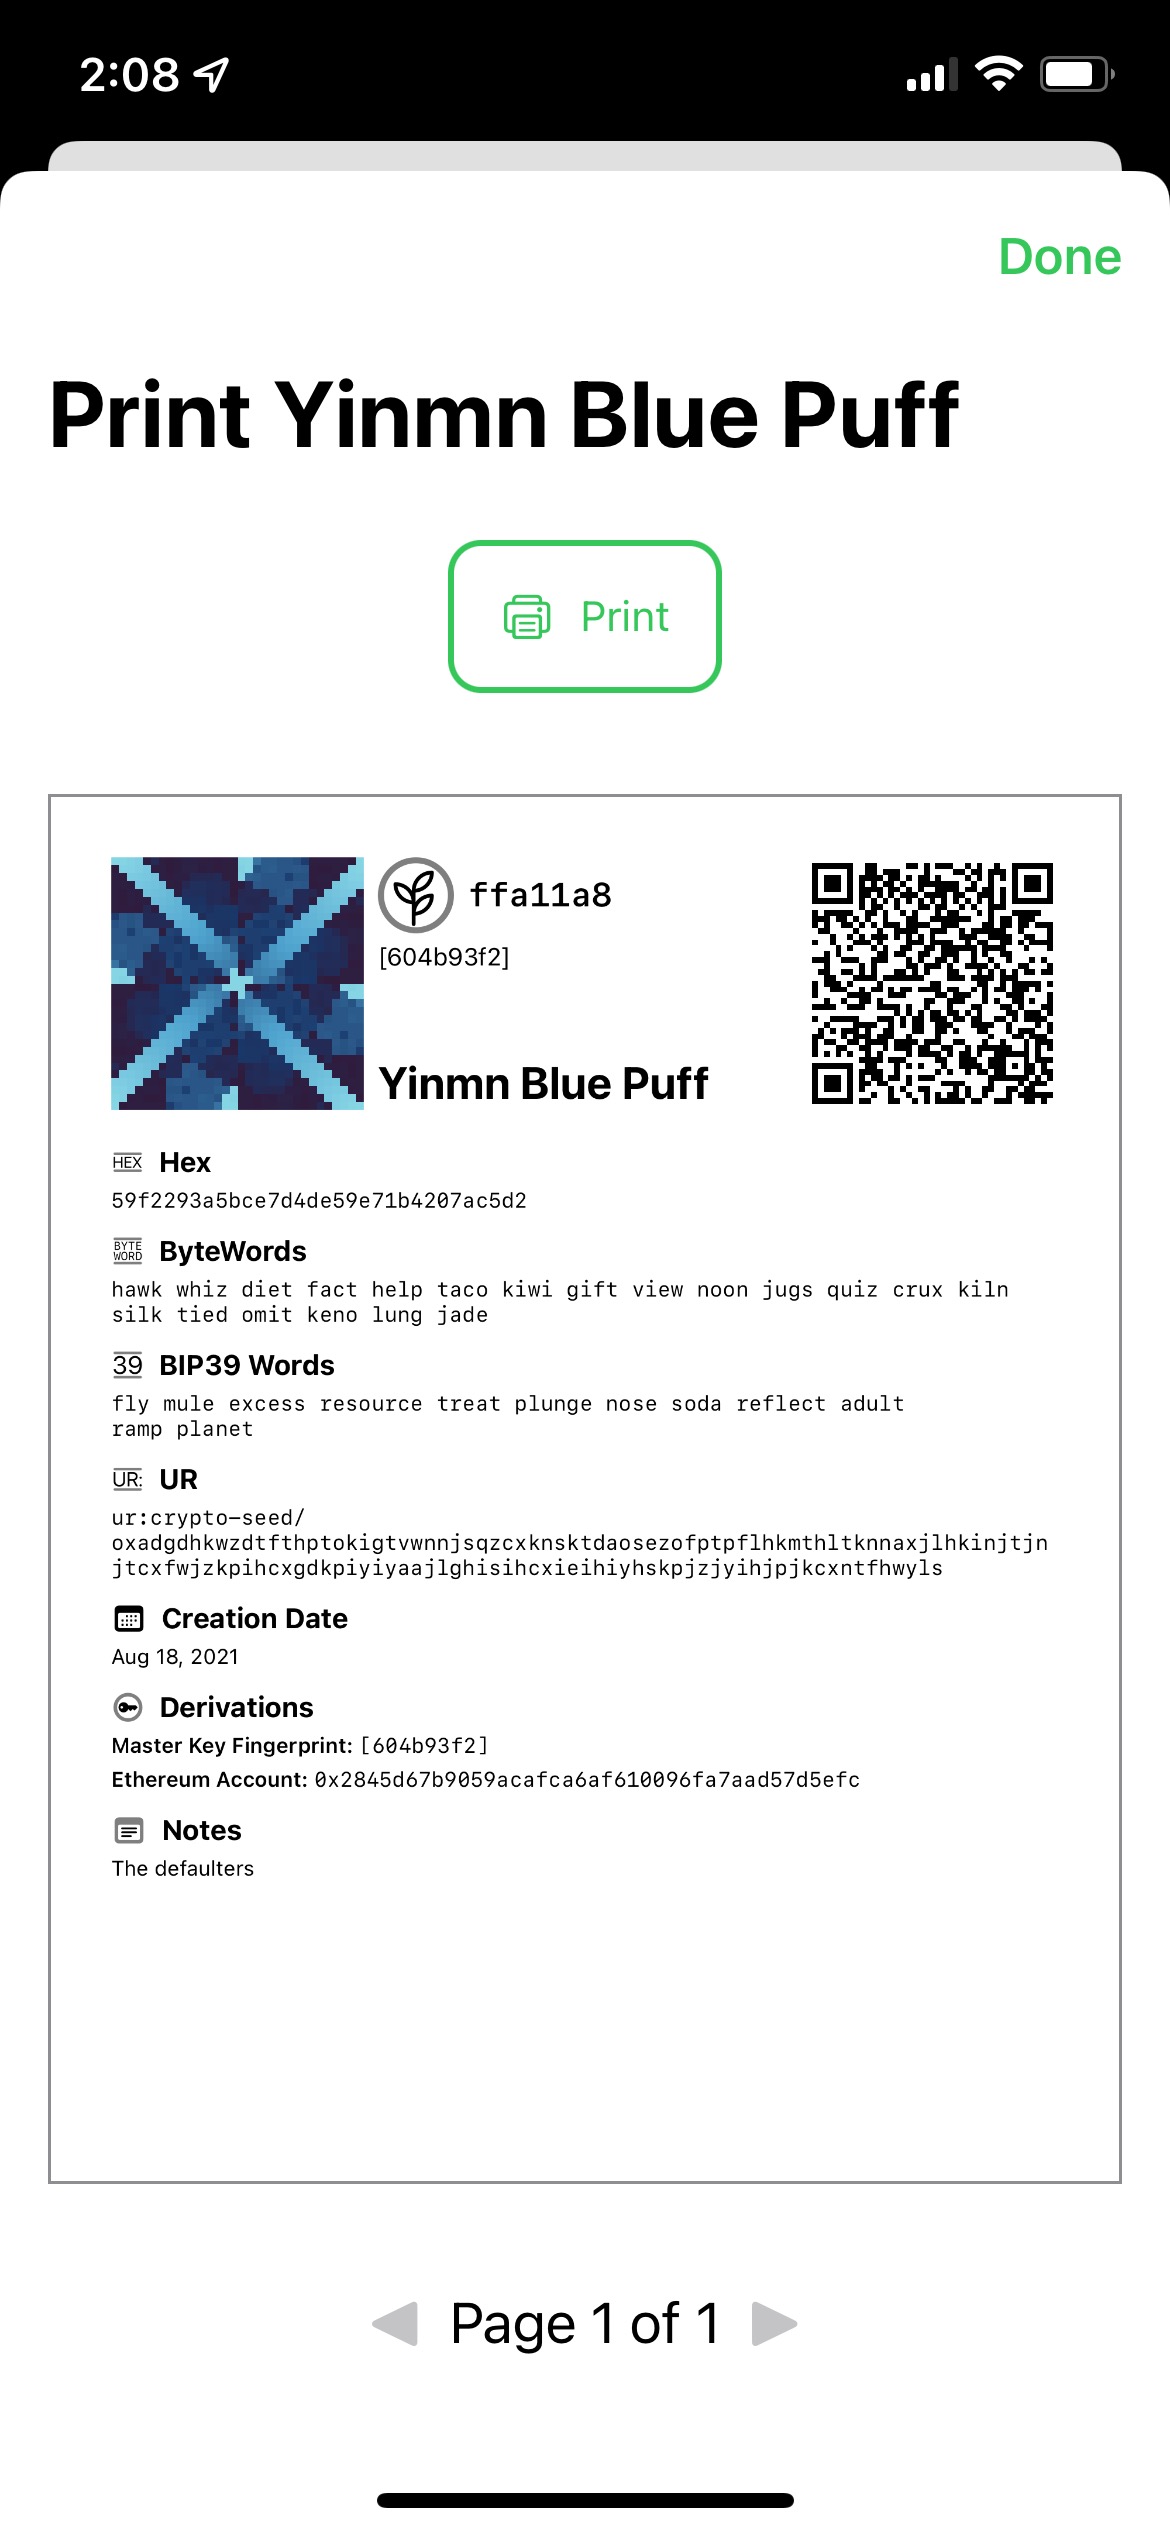 2:08
Done
Print Yinmn Blue Puff
Print
ffa11a8
[604b93f2]
Yinmn Blue Puff
HEX Hex
59f2293a5bce7d4de59e71b4207ac5d2
BYTE WORD ByteWords
hawk whiz diet fact help taco kiwi gift view noon jugs quiz crux kiln
silk tied omit keno lung jade
39 BIP39 Words
fly mule excess resource treat plunge nose soda reflect adult
ramp planet
UR: UR
ur:crypto-seed/
oxadgdhkwzdtfthptokigtvwnnjsqzcxknsktdaosezofptpflhkmthltknnaxjlhkinjtjn
jtcxfwjzkpihcxgdkpiyiyaajlghisihcxieihiyhskpjzjyihjpjkcxntfhwyls
Creation Date
Aug 18, 2021
Derivations
Master Key Fingerprint: [604b93f2]
Ethereum Account: 0x2845d67b9059acafca6af610096fa7aad57d5efc
Notes
The defaulters
Page 1 of 1